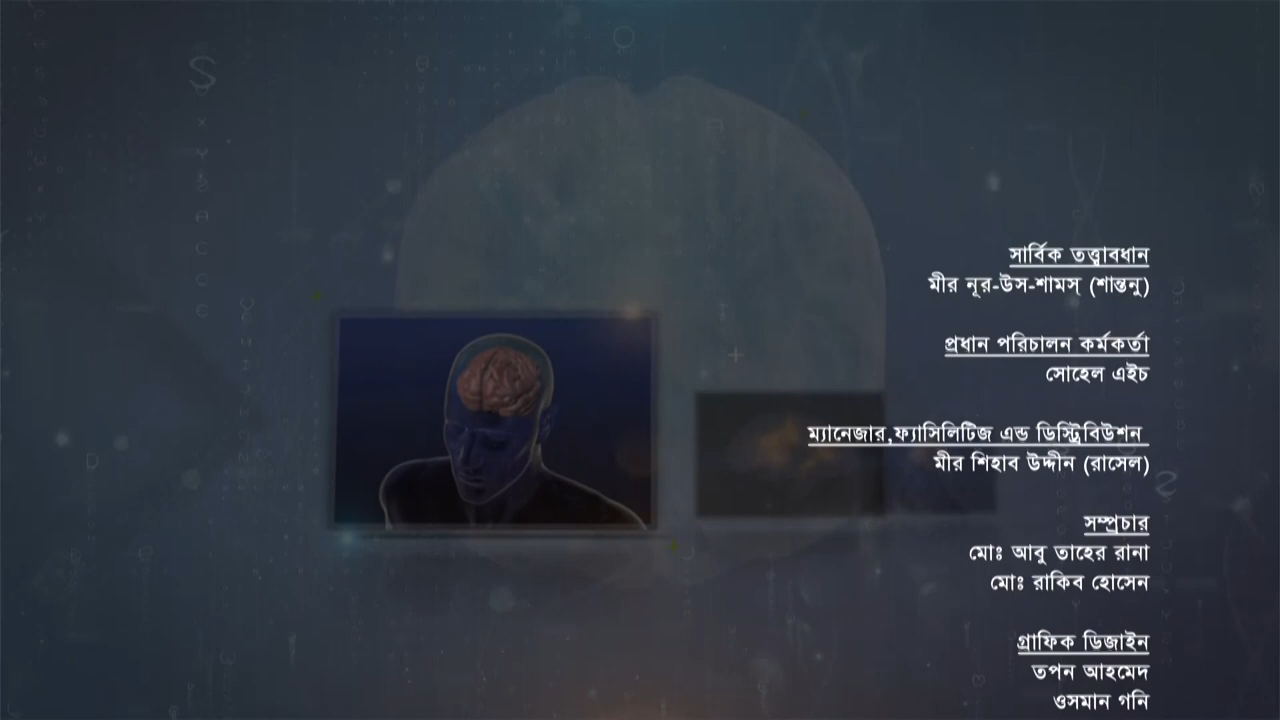 সার্বিক তত্ত্বাবধান
মীর নূর-উস-শামস্ (শান্তনু)
প্রধান পরিচালন কর্মকর্তা
সোহেল এইচ
ম্যানেজার,ফ্যাসিলিটিজ এন্ড ডিস্ট্রিবিউশন
মীর শিহাব উদ্দীন (রাসেল)
সম্প্রচার
মোঃ আবু তাহের রানা
মোঃ রাকিব হোসেন
গ্রাফিক ডিজাইন
তপন আহমেদ
ওসমান গনি